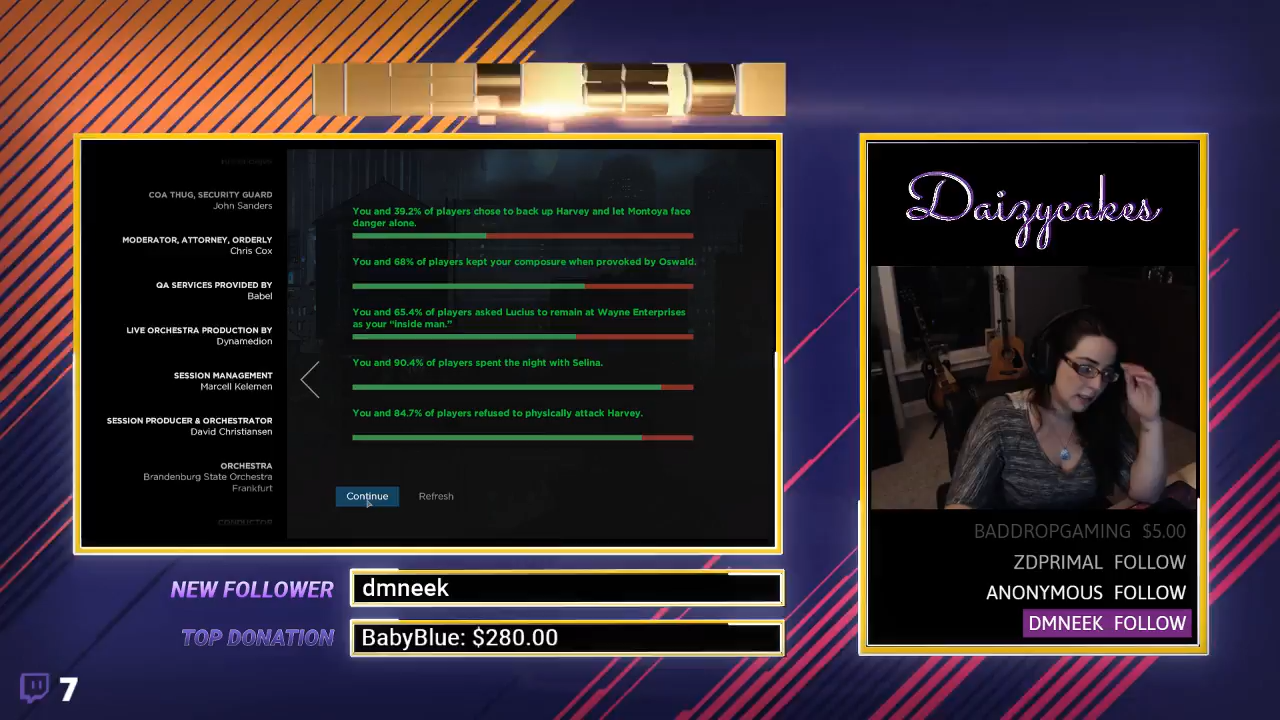 COA THUG, SECURITY GUARD
John Sanders
MODERATOR, ATTORNEY, ORDERLY
Chris Cox
QA SERVICES PROVIDED BY
Babel
LIVE ORCHESTRA PRODUCTION BY
Dynamedion
SESSION MANAGEMENT
Marcell Kelemen
SESSION PRODUCER & ORCHESTRATOR
David Christiansen
ORCHESTRA
Brandenburg State Orchestra
Frankfurt
CONDUCTOR
You and 39.2% of players chose to back up Harvey and let Montoya face
danger alone.
You and 68% of players kept your composure when provoked by Oswald.
You and 65.4% of players asked Lucius to remain at Wayne Enterprises
as your "inside man."
You and 90.4% of players spent the night with Selina.
You and 84.7% of players refused to physically attack Harvey.
Continue
Refresh
Daizycakes
BADDROPGAMING $5.00
ZDPRIMAL FOLLOW
ANONYMOUS FOLLOW
DMNEEK FOLLOW
NEW FOLLOWER
dmneek
TOP DONATION
BabyBlue: $280.00
7